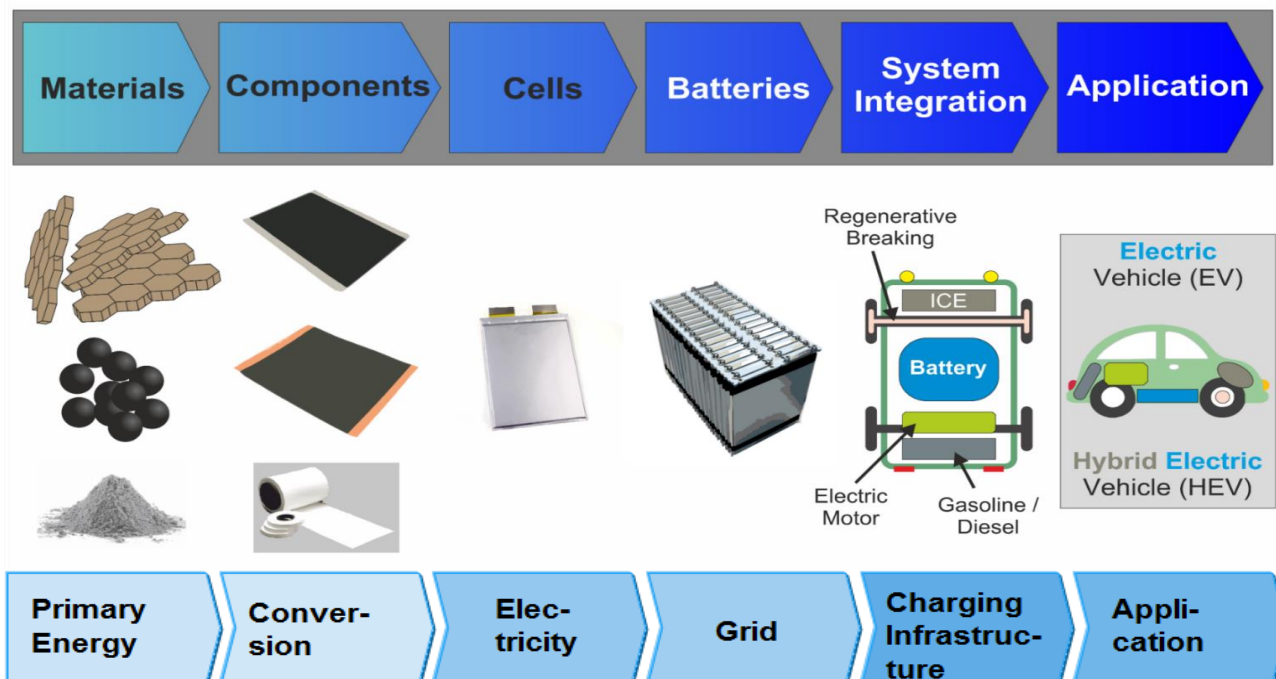 Materials
Components
Cells
Batteries
System
Integration
Application
Regenerative
Breaking
ICE
Battery
Electric
Motor
Gasoline /
Diesel
Electric
Vehicle (EV)
Hybrid Electric
Vehicle (HEV)
Primary
Energy
Conver-
sion
Elec-
tricity
Grid
Charging
Infrastruc-
ture
Appli-
cation